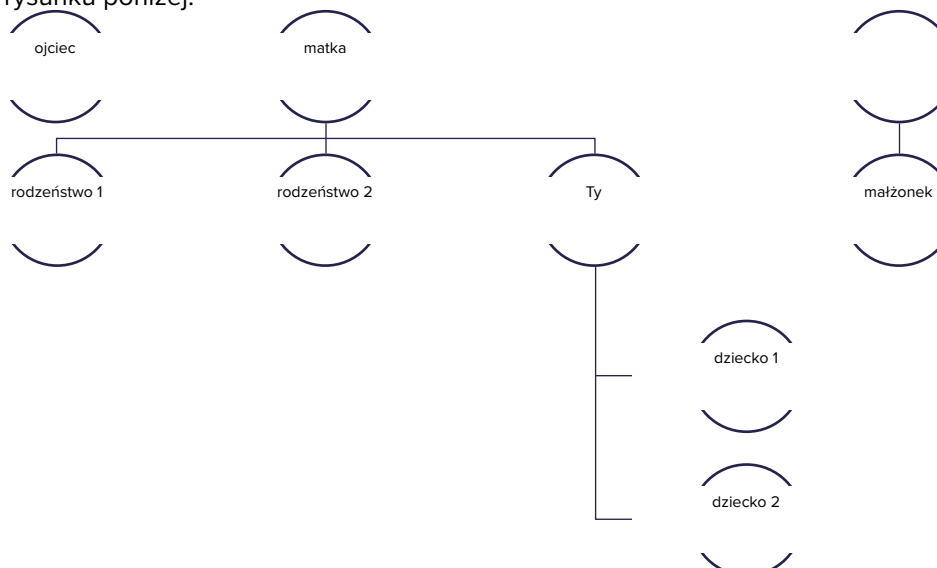 rysunku poniżej.
ojciec
matka
rodzeństwo 1
rodzeństwo 2
Ty
małżonek
dziecko 1
dziecko 2